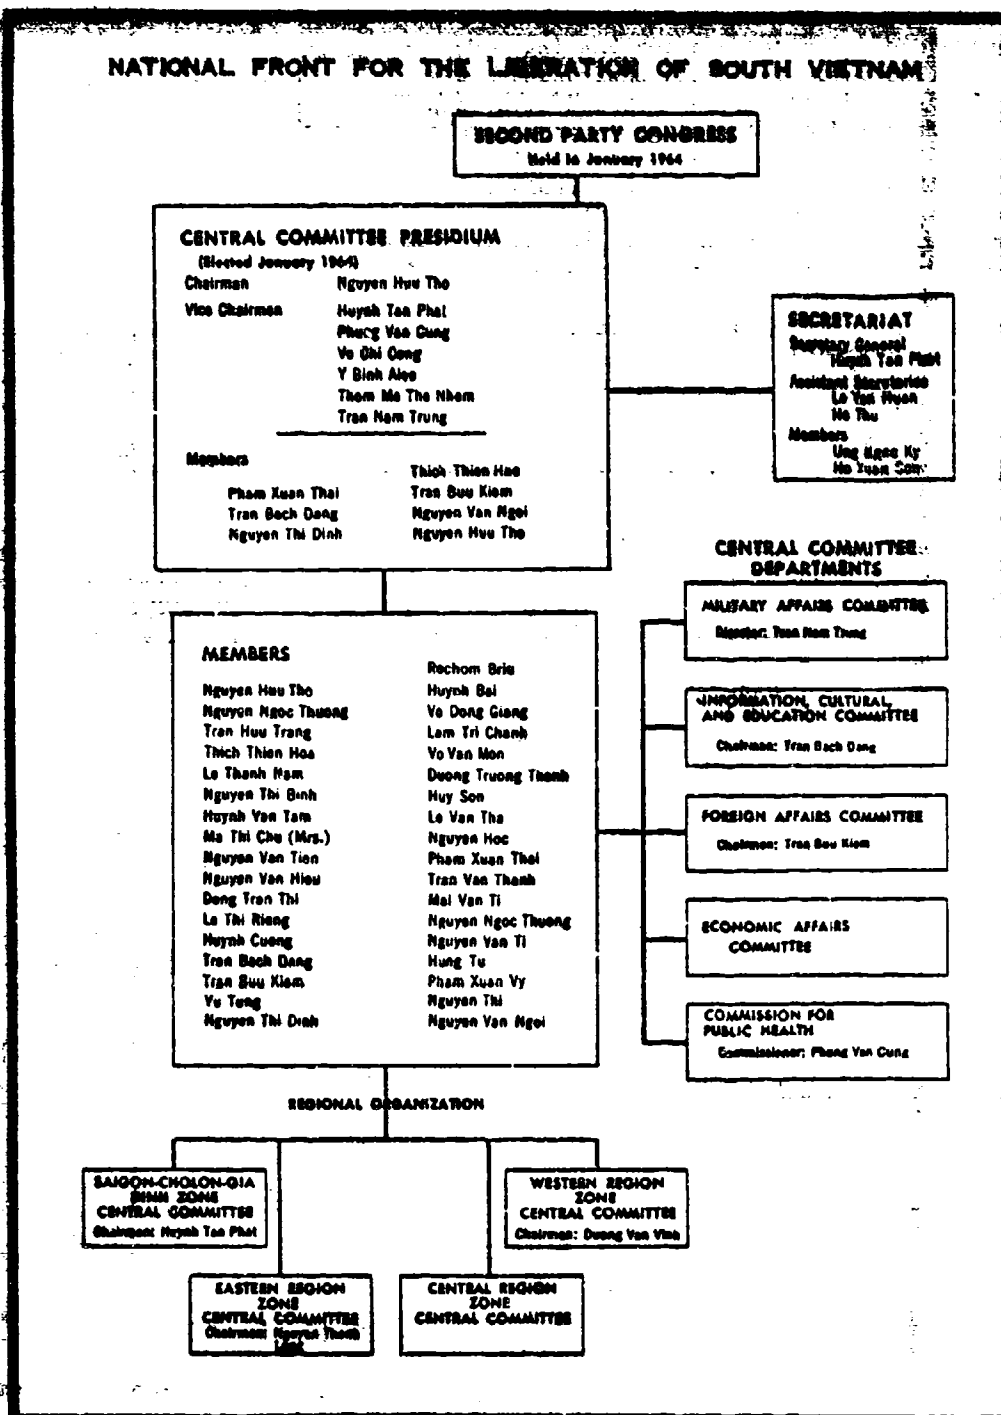 NATIONAL FRONT FOR THE LIBERATION OF SOUTH VIETNAM
SECOND PARTY CONGRESS
Held in January 1964
CENTRAL COMMITTEE PRESIDIUM
(Elected January 1964)
Chairman Nguyen Huu Tho
Vice Chairmen Huynh Tan Phat
Phung Van Cung
Vo Chi Cong
Y Binh Aleo
Thom Me The Nhem
Tran Nam Trung
Members
Thich Thien Hao
Pham Xuan Thai Tran Buu Kiem
Tran Bach Dang Nguyen Van Ngoi
Nguyen Thi Dinh Nguyen Huu Tho
SECRETARIAT
Secretary General
Huynh Tan Phat
Assistant Secretaries
Le Van Huan
Ho Thu
Members
Ung Ngoc Ky
Ho Xuan Son
CENTRAL COMMITTEE
DEPARTMENTS
MILITARY AFFAIRS COMMITTEE
Director: Tran Nam Trung
INFORMATION, CULTURAL,
AND EDUCATION COMMITTEE
Chairman: Tran Bach Dang
FOREIGN AFFAIRS COMMITTEE
Chairman: Tran Buu Kiem
ECONOMIC AFFAIRS
COMMITTEE
COMMISSION FOR
PUBLIC HEALTH
Commissioner: Phung Van Cung
MEMBERS
Nguyen Huu Tho
Nguyen Ngoc Thuong
Tran Huu Trang
Thich Thien Hoa
Le Thanh Nam
Nguyen Thi Binh
Huynh Van Tam
Ma Thi Chu (Mrs.)
Nguyen Van Tien
Nguyen Van Hieu
Dang Tran Thi
Le Thi Rieng
Huynh Cuong
Tran Bach Dang
Tran Buu Kiem
Vu Tung
Nguyen Thi Dinh
Rochom Briu
Huynh Bai
Vo Dong Giang
Lam Tri Chanh
Vo Van Mon
Duong Truong Thanh
Huy Son
Le Van Tha
Nguyen Hoc
Pham Xuan Thai
Tran Van Thanh
Mai Van Ti
Nguyen Ngoc Thuong
Nguyen Van Ti
Hung Tu
Pham Xuan Vy
Nguyen Thi
Nguyen Van Ngoi
REGIONAL ORGANIZATION
SAIGON-CHOLON-GIA
DINH ZONE
CENTRAL COMMITTEE
Chairman: Huynh Tan Phat
WESTERN REGION
ZONE
CENTRAL COMMITTEE
Chairman: Duong Van Vinh
EASTERN REGION
ZONE
CENTRAL COMMITTEE
Chairman: Nguyen Thanh
CENTRAL REGION
ZONE
CENTRAL COMMITTEE